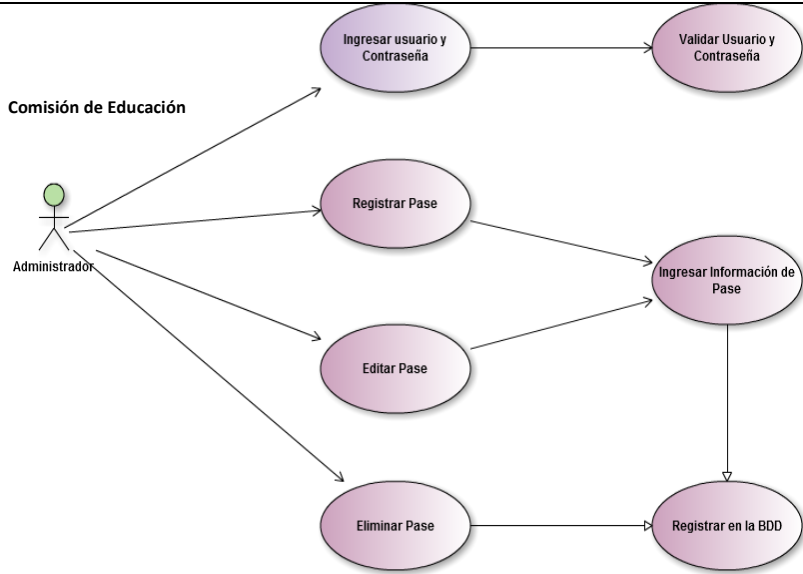 Ingresar usuario y
Contraseña
Validar Usuario y
Contraseña
Comisión de Educación
Registrar Pase
Administrador
Ingresar Información de
Pase
Editar Pase
Eliminar Pase
Registrar en la BDD